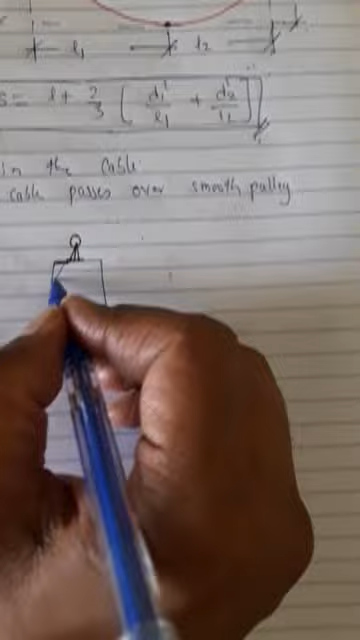 l₁ l₂
s = l + 2/3 [ d₁²/l₁ + d₂²/l₂ ]
in the cable
cable passes over smooth pulley